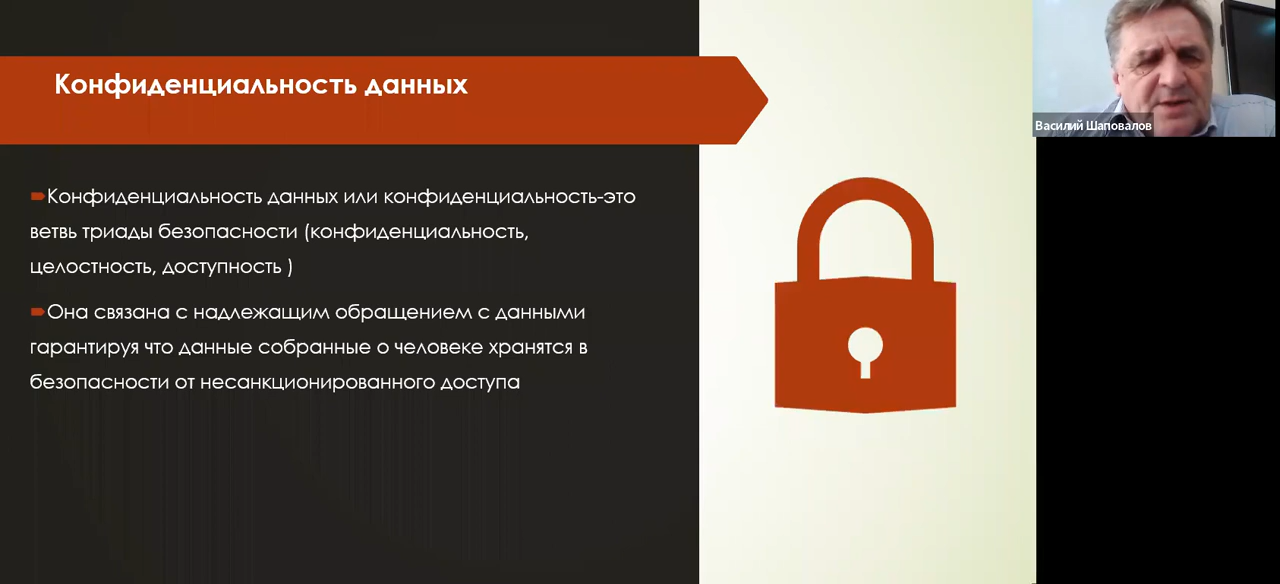 Конфиденциальность данных
Василий Шаповалов
Конфиденциальность данных или конфиденциальность-это
ветвь триады безопасности (конфиденциальность,
целостность, доступность )
Она связана с надлежащим обращением с данными
гарантируя что данные собранные о человеке хранятся в
безопасности от несанкционированного доступа